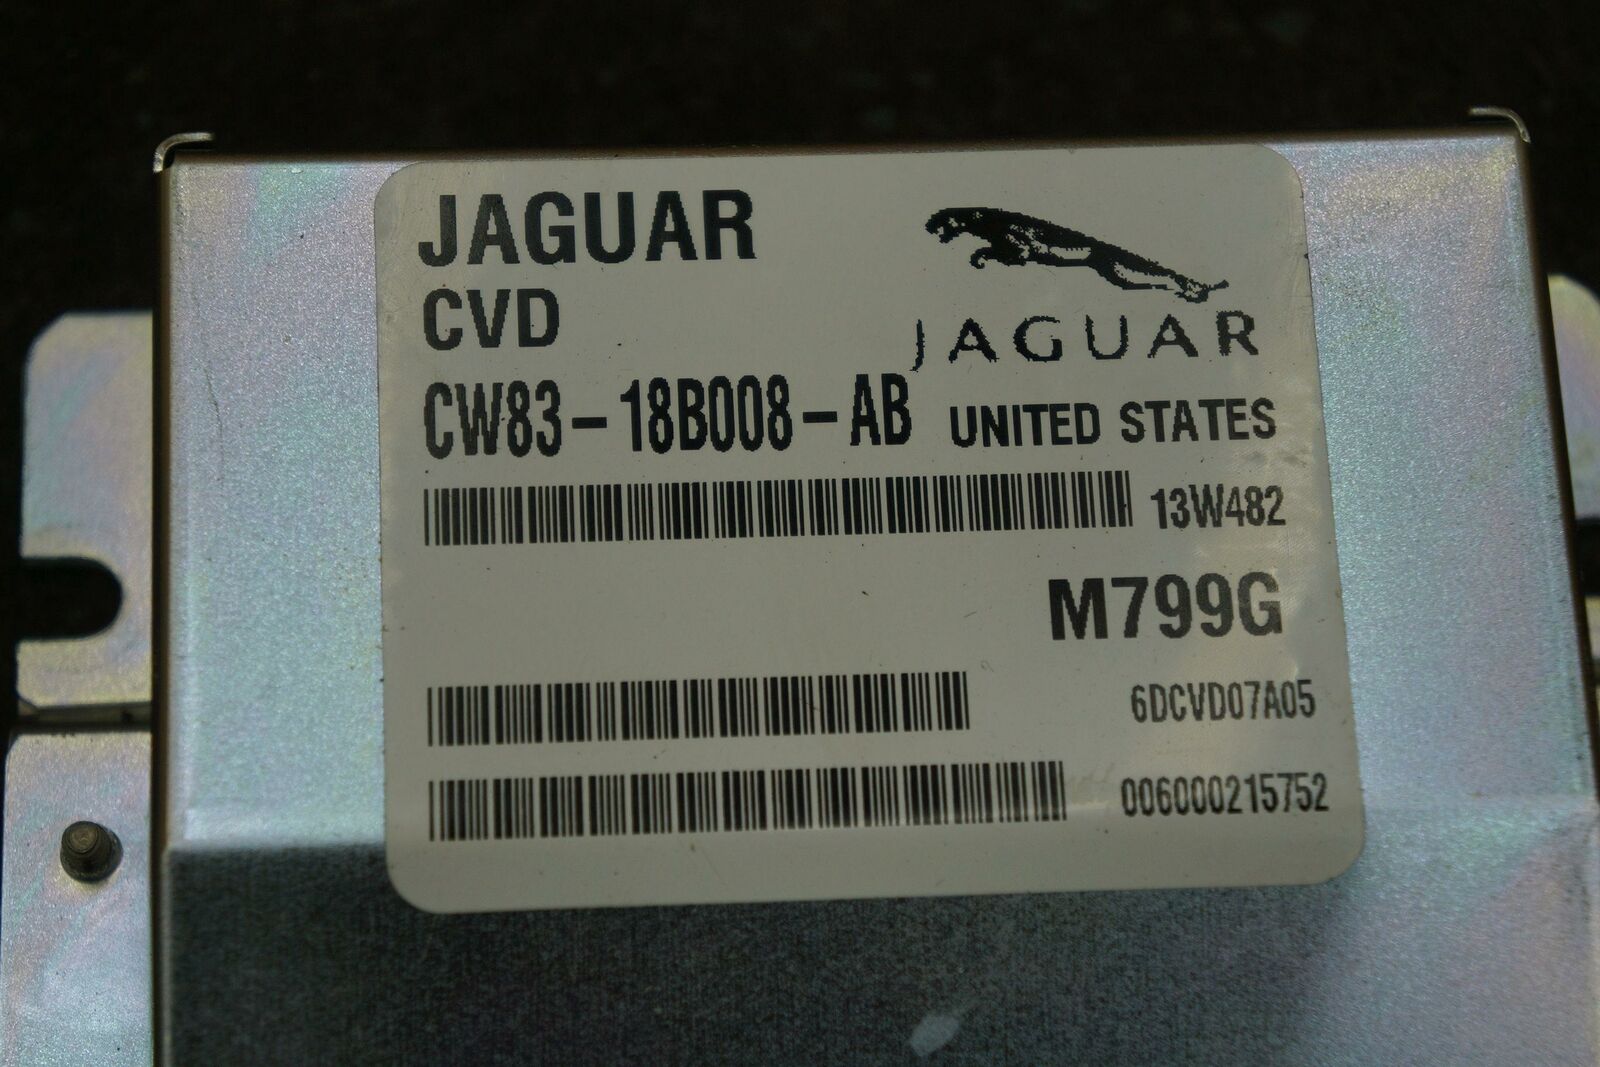 JAGUAR
CVD
JAGUAR
CW83-18B008-AB UNITED STATES
13W482
M799G
6DCVD07A05
006000215752